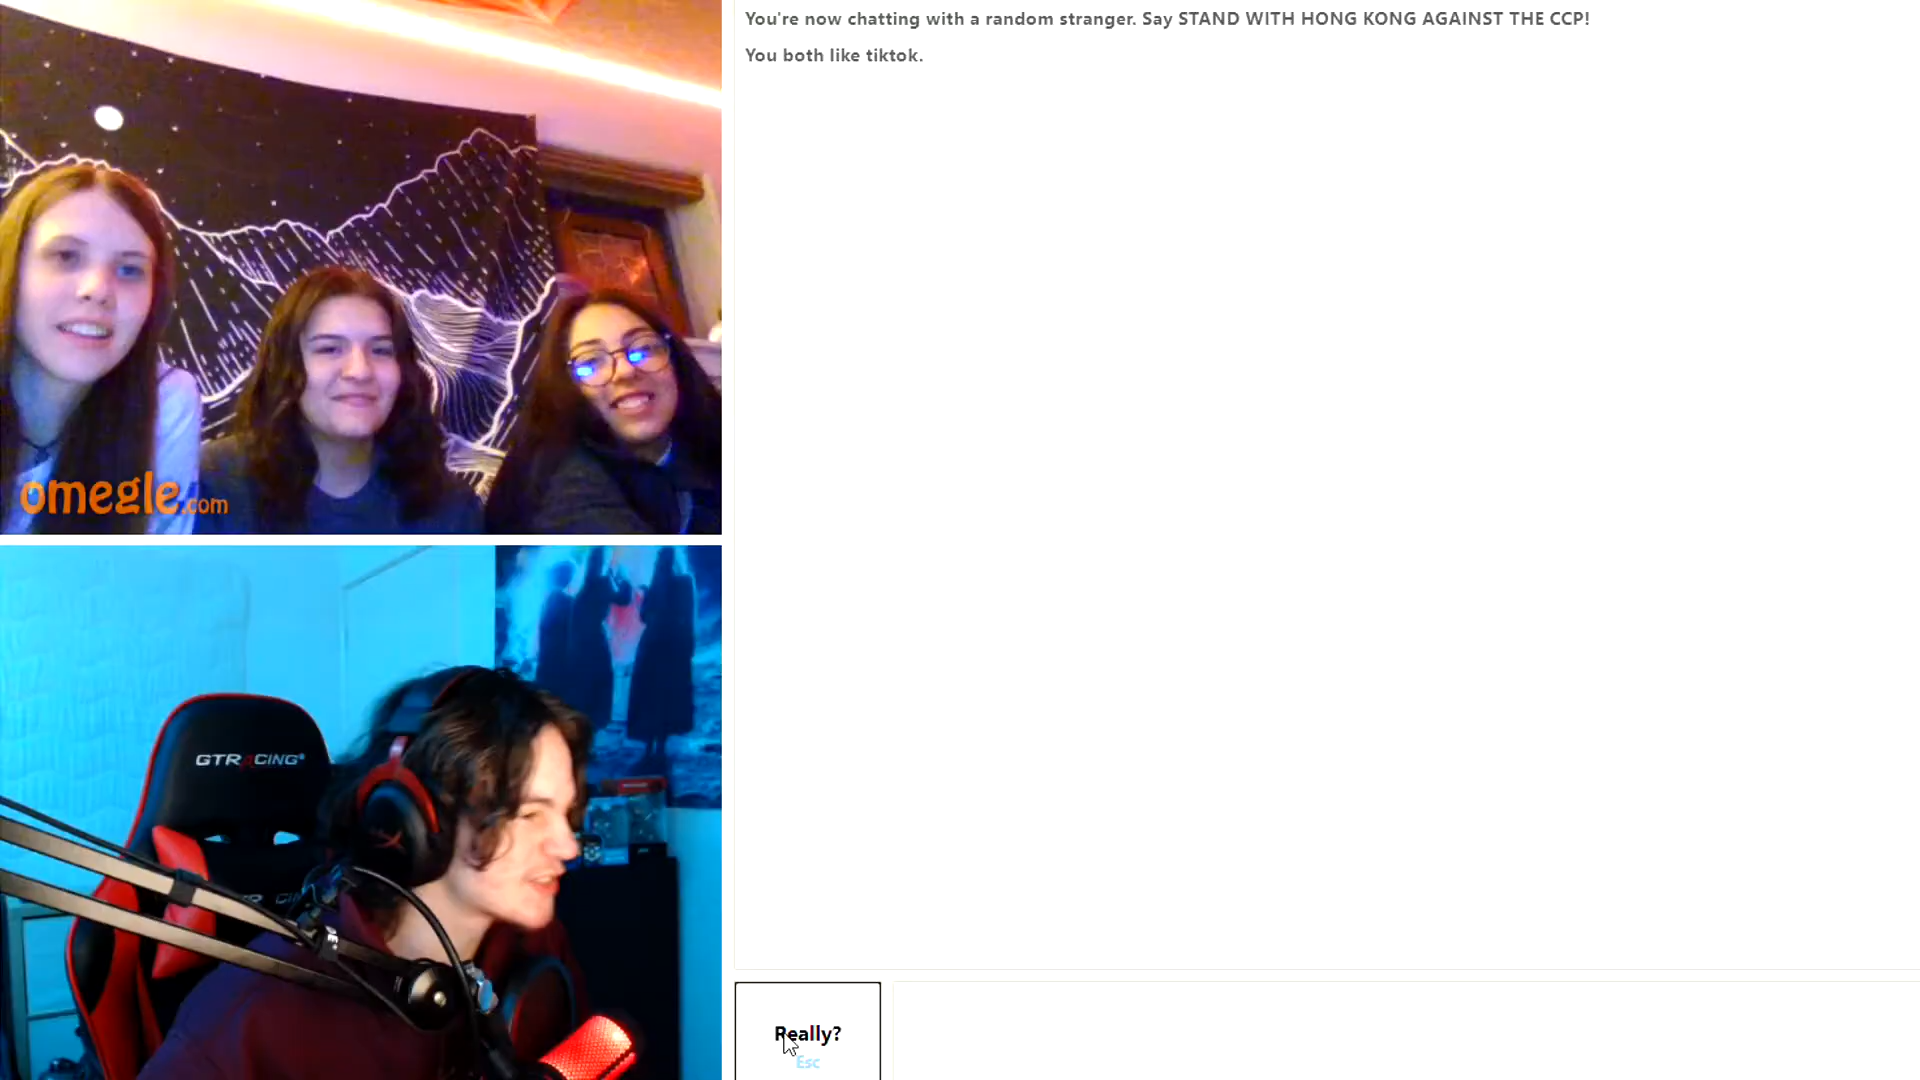 You're now chatting with a random stranger. Say STAND WITH HONG KONG AGAINST THE CCP!
You both like tiktok.
omegle.com
GTRACING
Really?
Esc